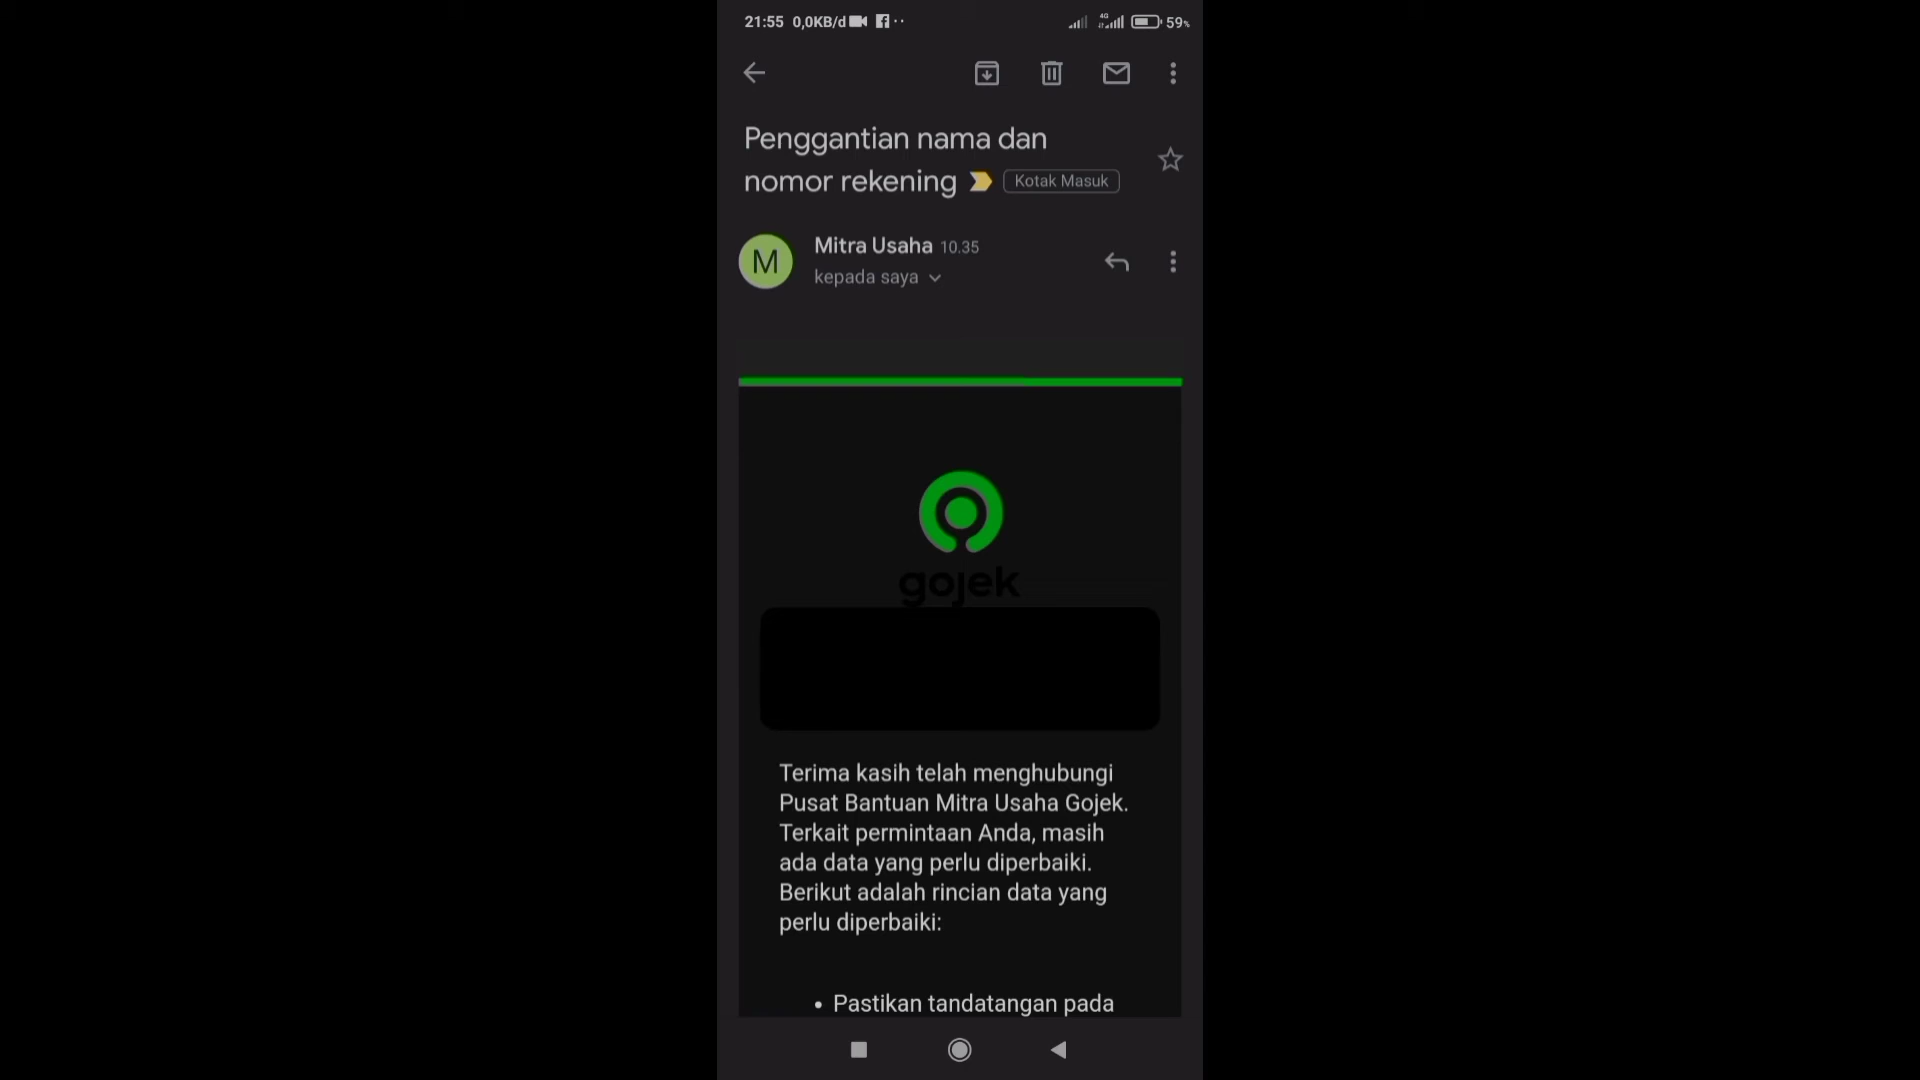 21:55 0,0KB/d 4G 59%
Penggantian nama dan
nomor rekening Kotak Masuk
M Mitra Usaha 10.35
kepada saya
gojek
Terima kasih telah menghubungi
Pusat Bantuan Mitra Usaha Gojek.
Terkait permintaan Anda, masih
ada data yang perlu diperbaiki.
Berikut adalah rincian data yang
perlu diperbaiki:
• Pastikan tandatangan pada